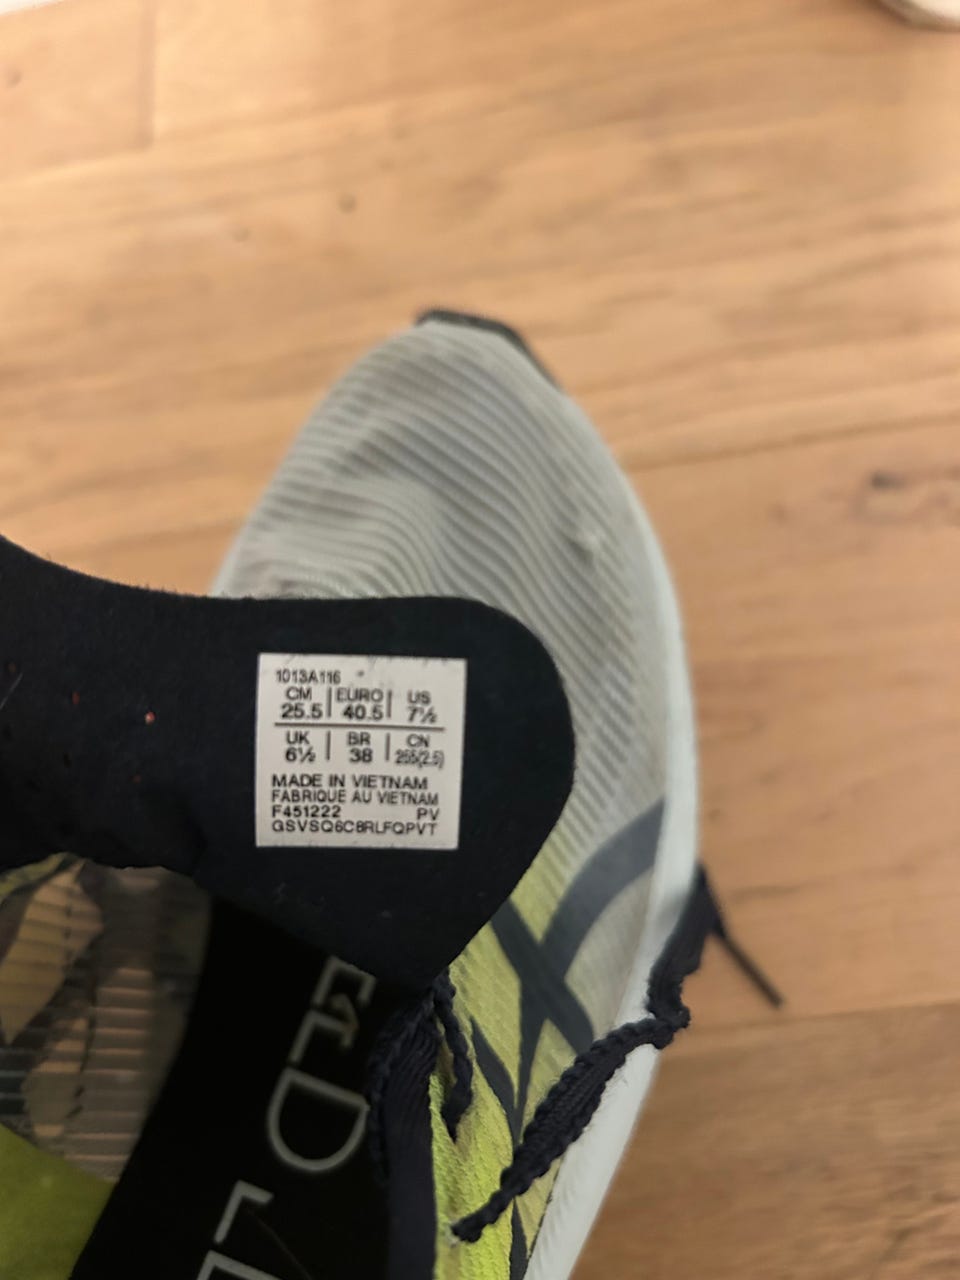 1013A116
CM EURO US
25.5 40.5 7½
UK BR CN
6½ 38 255(2.5)
MADE IN VIETNAM
FABRIQUE AU VIETNAM
F451222 PV
GSVSQ6C8RLFQPVT